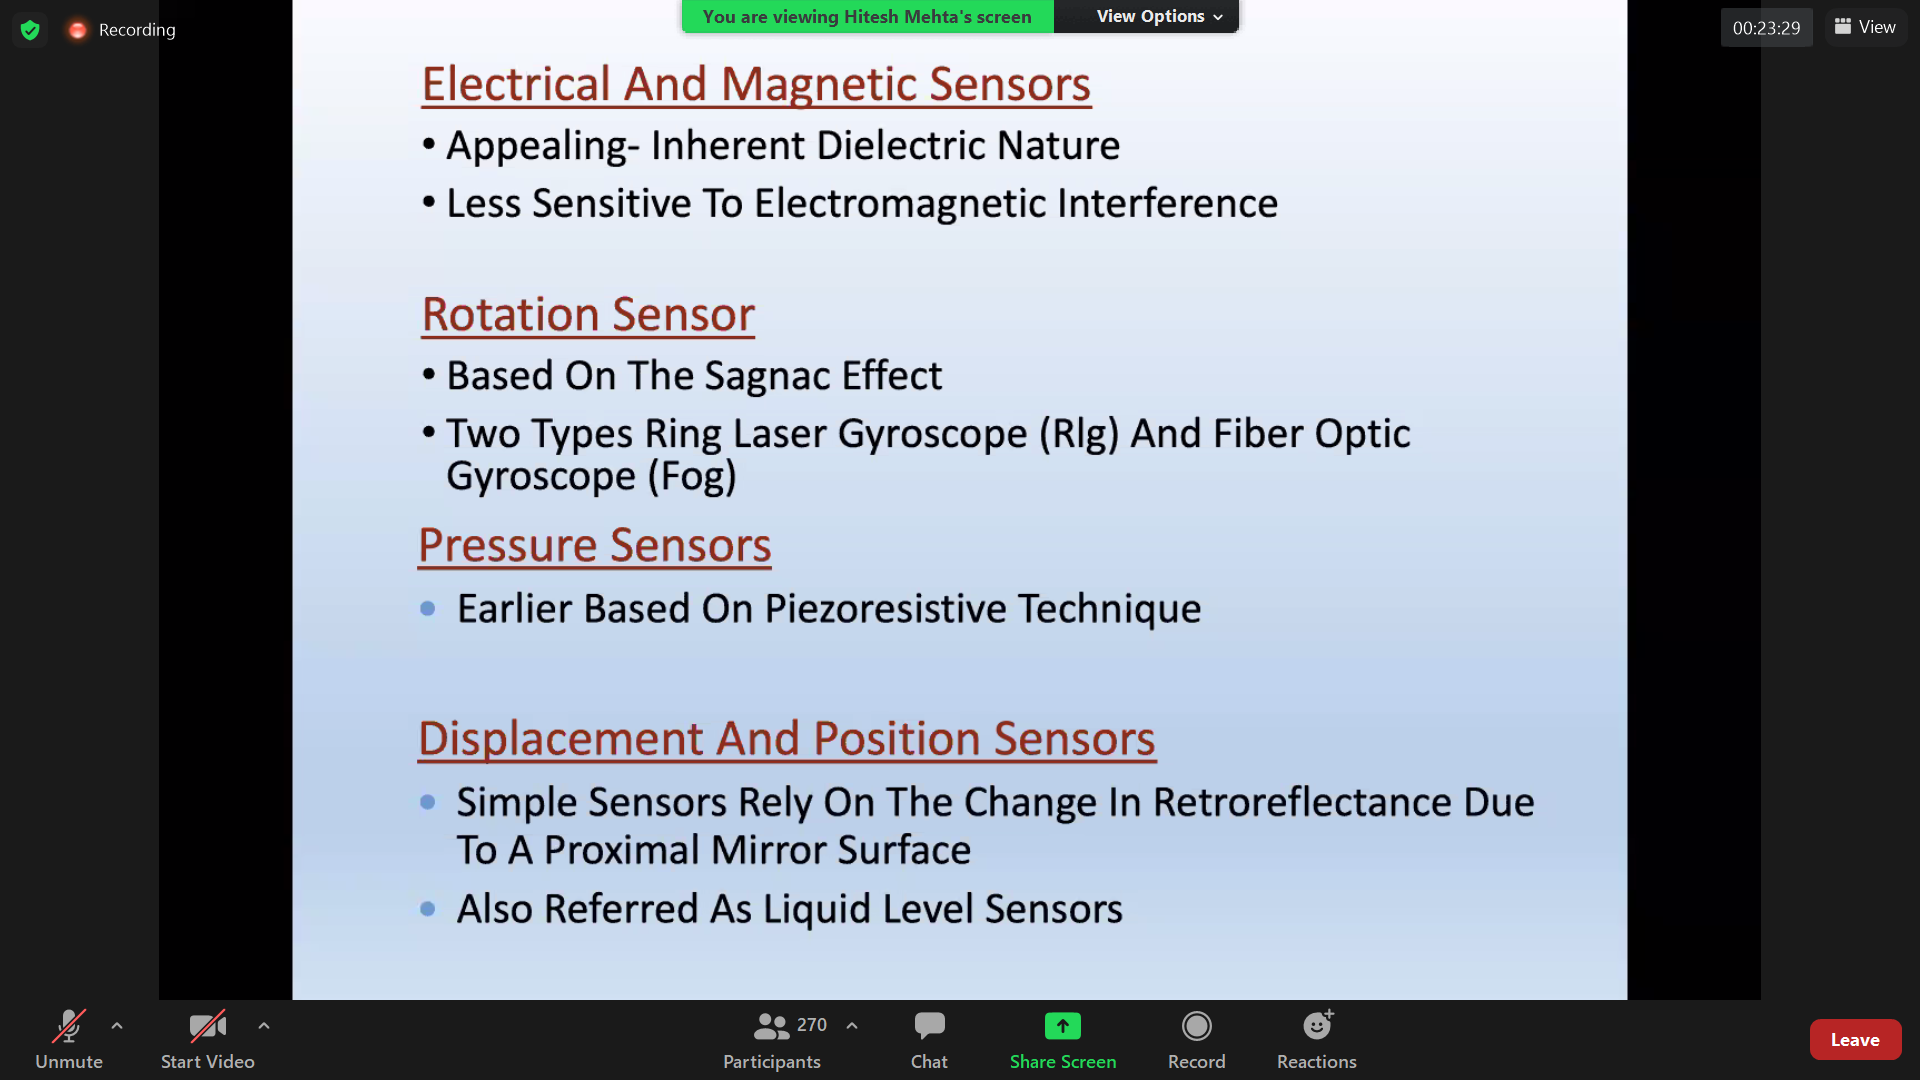 Recording
You are viewing Hitesh Mehta's screen
View Options
00:23:29
View
Electrical And Magnetic Sensors
• Appealing- Inherent Dielectric Nature
• Less Sensitive To Electromagnetic Interference
Rotation Sensor
• Based On The Sagnac Effect
• Two Types Ring Laser Gyroscope (Rlg) And Fiber Optic
Gyroscope (Fog)
Pressure Sensors
• Earlier Based On Piezoresistive Technique
Displacement And Position Sensors
• Simple Sensors Rely On The Change In Retroreflectance Due
To A Proximal Mirror Surface
• Also Referred As Liquid Level Sensors
Unmute
Start Video
270
Participants
Chat
Share Screen
Record
Reactions
Leave